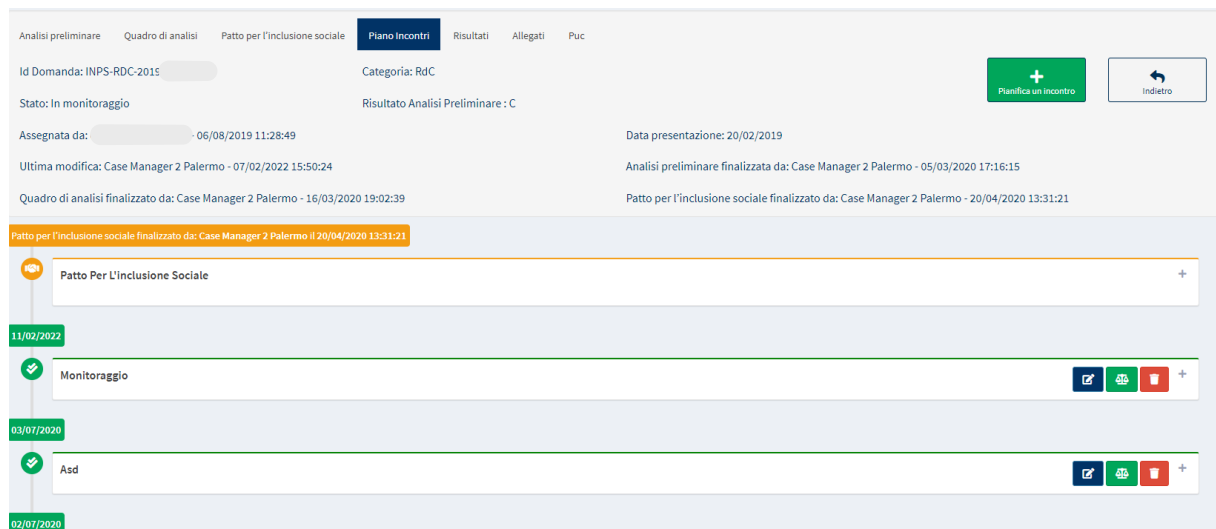 Analisi preliminare Quadro di analisi Patto per l'inclusione sociale Piano Incontri Risultati Allegati Puc
Id Domanda: INPS-RDC-2019 Categoria: RdC
Pianifica un incontro Indietro
Stato: In monitoraggio Risultato Analisi Preliminare : C
Assegnata da: - 06/08/2019 11:28:49 Data presentazione: 20/02/2019
Ultima modifica: Case Manager 2 Palermo - 07/02/2022 15:50:24 Analisi preliminare finalizzata da: Case Manager 2 Palermo - 05/03/2020 17:16:15
Quadro di analisi finalizzato da: Case Manager 2 Palermo - 16/03/2020 19:02:39 Patto per l'inclusione sociale finalizzato da: Case Manager 2 Palermo - 20/04/2020 13:31:21
Patto per l'inclusione sociale finalizzato da: Case Manager 2 Palermo il 20/04/2020 13:31:21
Patto Per L'inclusione Sociale
11/02/2022
Monitoraggio
03/07/2020
Asd
02/07/2020